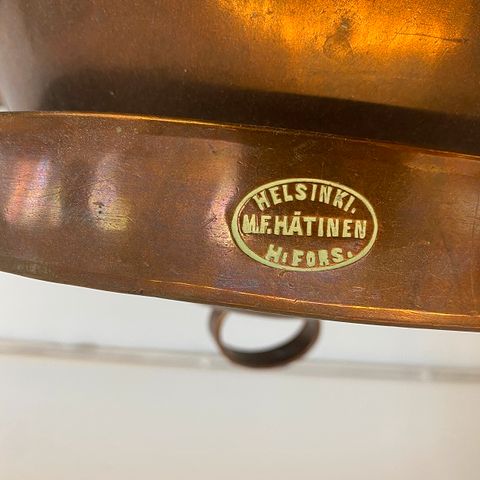 HELSINKI.
M.F.HÄTINEN
H:FORS.